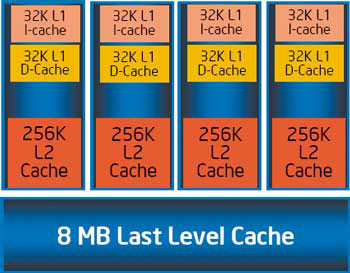 32K L1
I-cache
32K L1
D-Cache
256K
L2
Cache
32K L1
I-cache
32K L1
D-Cache
256K
L2
Cache
32K L1
I-cache
32K L1
D-Cache
256K
L2
Cache
32K L1
I-cache
32K L1
D-Cache
256K
L2
Cache
8 MB Last Level Cache